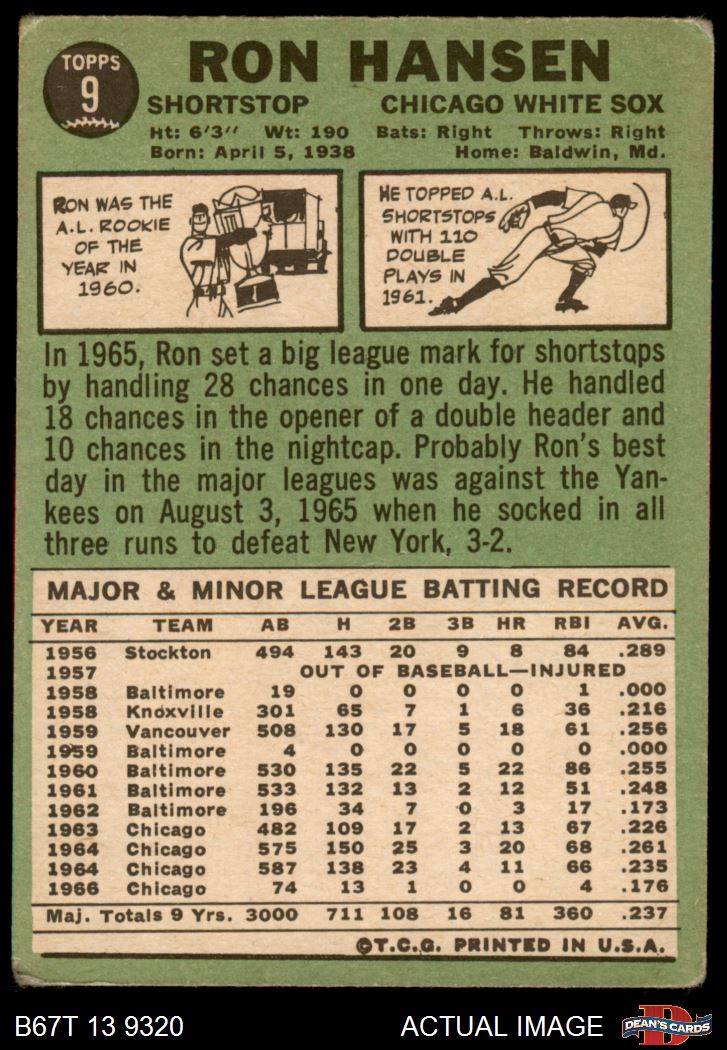 TOPPS
9
RON HANSEN
SHORTSTOP CHICAGO WHITE SOX
Ht: 6'3" Wt: 190 Bats: Right Throws: Right
Born: April 5, 1938 Home: Baldwin, Md.
RON WAS THE
A.L. ROOKIE
OF THE
YEAR IN
1960.
HE TOPPED A.L.
SHORTSTOPS
WITH 110
DOUBLE
PLAYS IN
1961.
In 1965, Ron set a big league mark for shortstops
by handling 28 chances in one day. He handled
18 chances in the opener of a double header and
10 chances in the nightcap. Probably Ron's best
day in the major leagues was against the Yan-
kees on August 3, 1965 when he socked in all
three runs to defeat New York, 3-2.
MAJOR & MINOR LEAGUE BATTING RECORD
YEAR TEAM AB H 2B 3B HR RBI AVG.
1956 Stockton 494 143 20 9 8 84 .289
1957 OUT OF BASEBALL—INJURED
1958 Baltimore 19 0 0 0 0 1 .000
1958 Knoxville 301 65 7 1 6 36 .216
1959 Vancouver 508 130 17 5 18 61 .256
1959 Baltimore 4 0 0 0 0 0 .000
1960 Baltimore 530 135 22 5 22 86 .255
1961 Baltimore 533 132 13 2 12 51 .248
1962 Baltimore 196 34 7 0 3 17 .173
1963 Chicago 482 109 17 2 13 67 .226
1964 Chicago 575 150 25 3 20 68 .261
1964 Chicago 587 138 23 4 11 66 .235
1966 Chicago 74 13 1 0 0 4 .176
Maj. Totals 9 Yrs. 3000 711 108 16 81 360 .237
©T.C.G. PRINTED IN U.S.A.
B67T 13 9320 ACTUAL IMAGE
D
DEAN'S CARDS